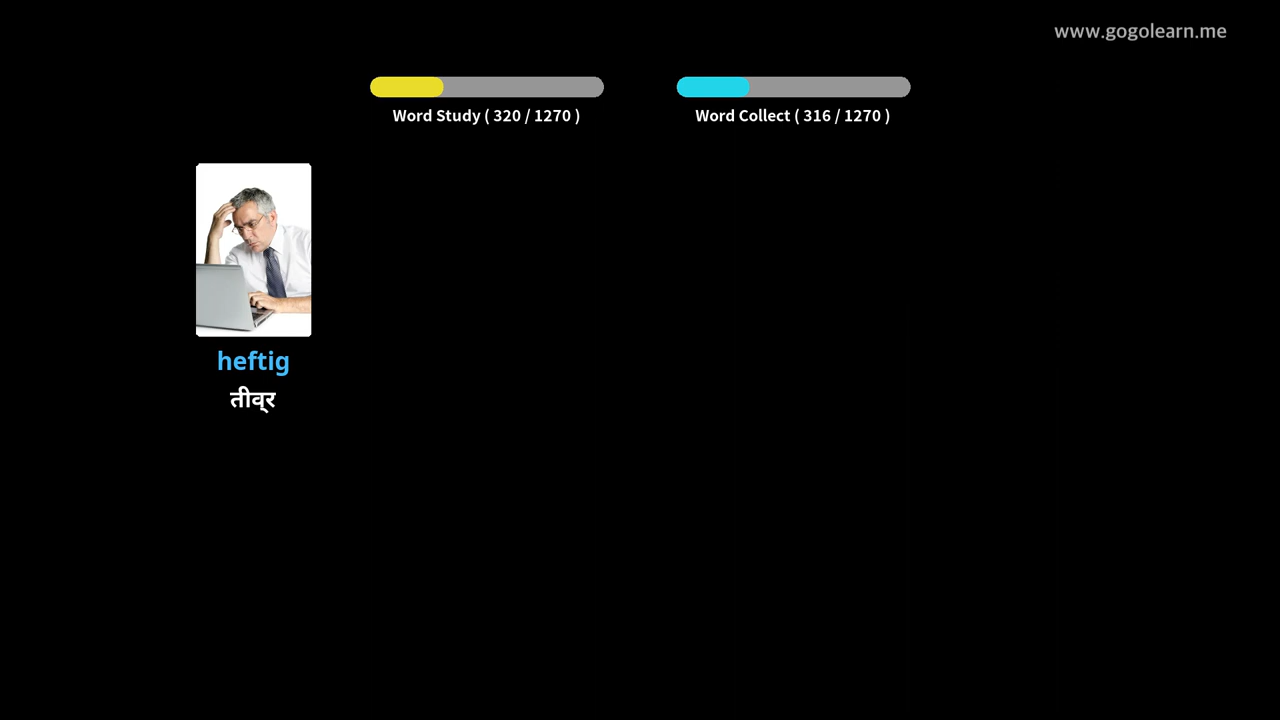 www.gogolearn.me
Word Study ( 320 / 1270 )
Word Collect ( 316 / 1270 )
heftig
तीव्र